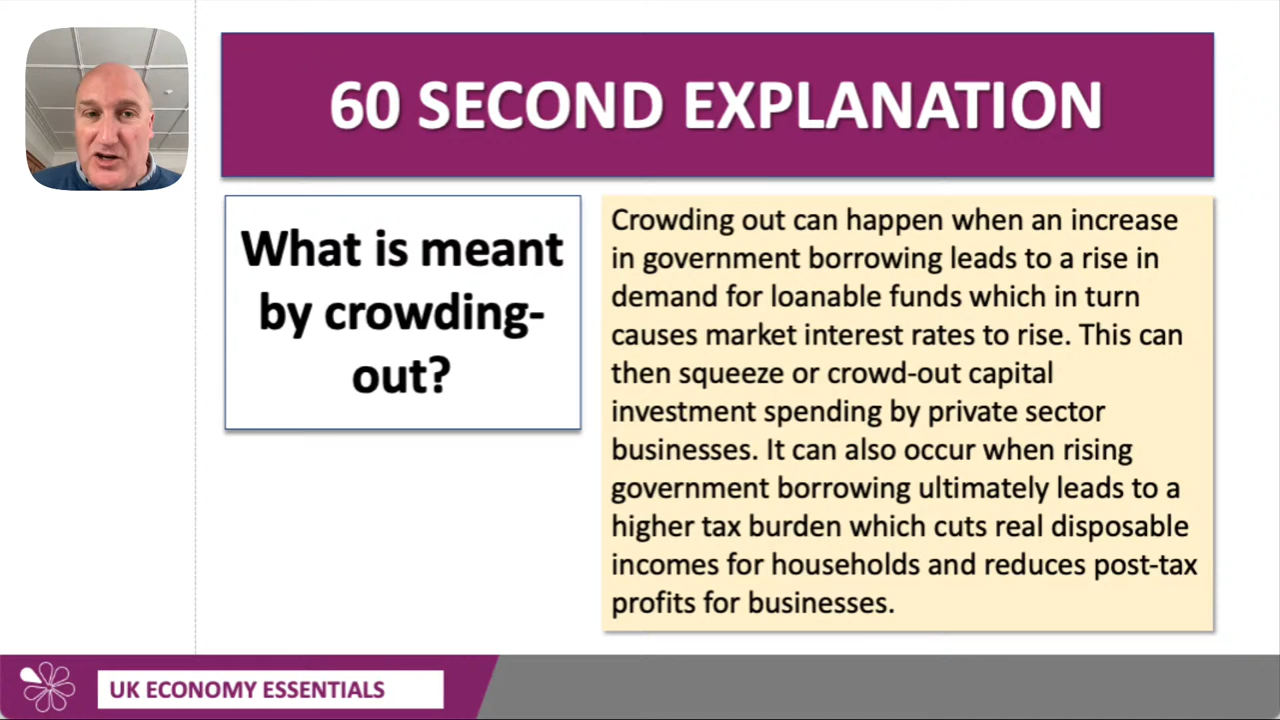 60 SECOND EXPLANATION
What is meant
by crowding-
out?
Crowding out can happen when an increase
in government borrowing leads to a rise in
demand for loanable funds which in turn
causes market interest rates to rise. This can
then squeeze or crowd-out capital
investment spending by private sector
businesses. It can also occur when rising
government borrowing ultimately leads to a
higher tax burden which cuts real disposable
incomes for households and reduces post-tax
profits for businesses.
UK ECONOMY ESSENTIALS